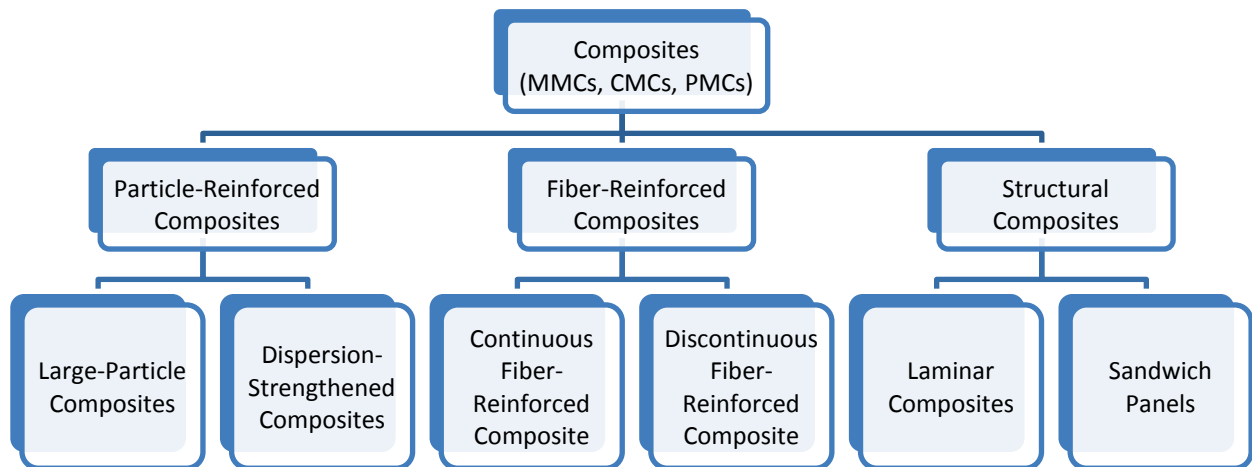 Composites
(MMCs, CMCs, PMCs)
Particle-Reinforced
Composites
Fiber-Reinforced
Composites
Structural
Composites
Large-Particle
Composites
Dispersion-
Strengthened
Composites
Continuous
Fiber-
Reinforced
Composite
Discontinuous
Fiber-
Reinforced
Composite
Laminar
Composites
Sandwich
Panels